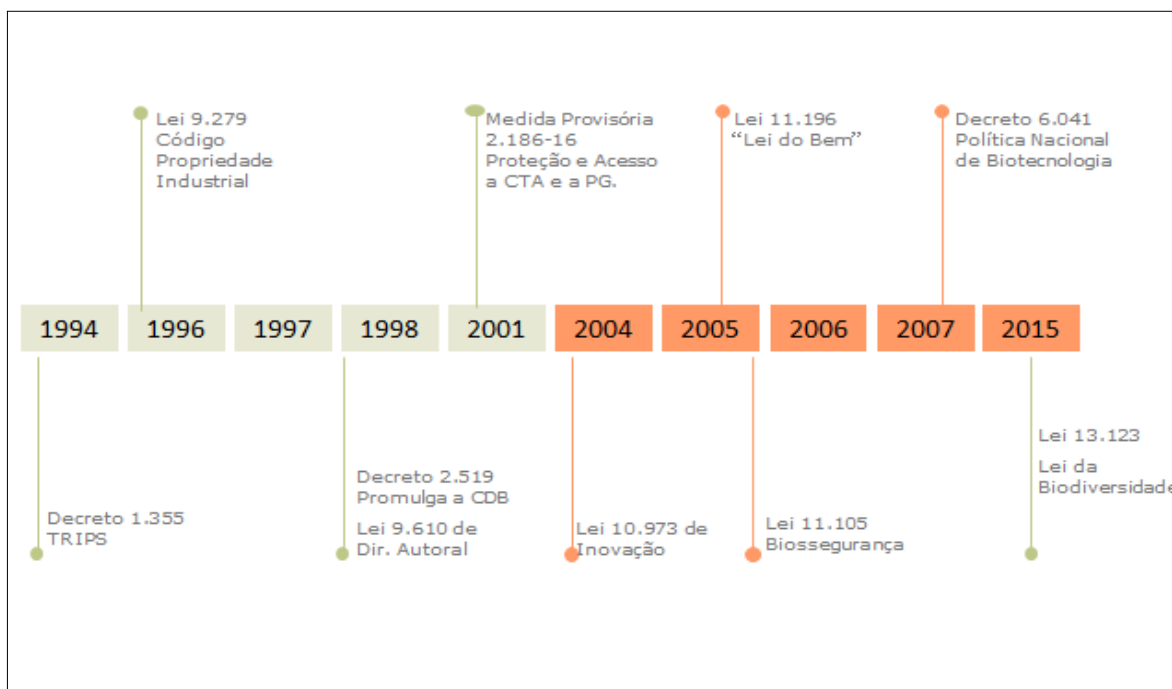 Lei 9.279
Código
Propriedade
Industrial
Medida Provisória
2.186-16
Proteção e Acesso
a CTA e a PG.
Lei 11.196
“Lei do Bem”
Decreto 6.041
Política Nacional
de Biotecnologia
1994
1996
1997
1998
2001
2004
2005
2006
2007
2015
Decreto 1.355
TRIPS
Decreto 2.519
Promulga a CDB
Lei 9.610 de
Dir. Autoral
Lei 10.973 de
Inovação
Lei 11.105
Biossegurança
Lei 13.123
Lei da
Biodiversidade